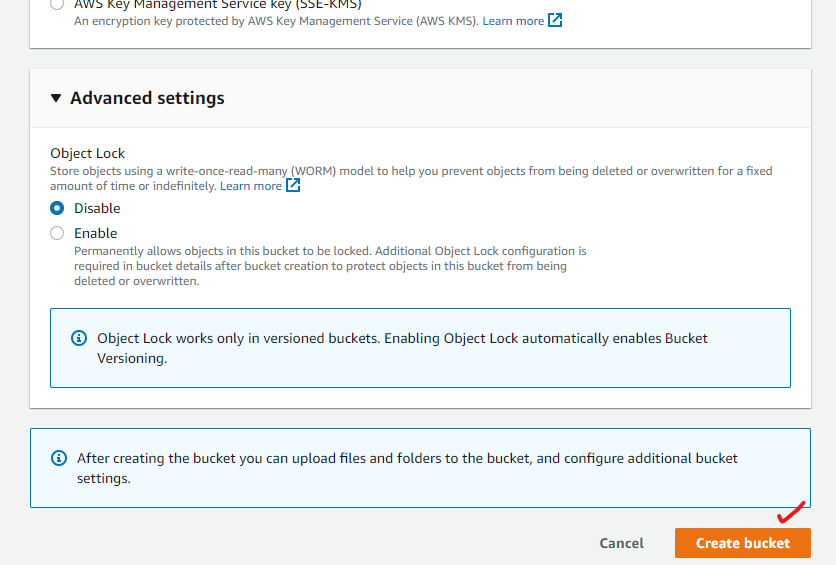 AWS Key Management Service key (SSE-KMS)
An encryption key protected by AWS Key Management Service (AWS KMS). Learn more
Advanced settings
Object Lock
Store objects using a write-once-read-many (WORM) model to help you prevent objects from being deleted or overwritten for a fixed
amount of time or indefinitely. Learn more
Disable
Enable
Permanently allows objects in this bucket to be locked. Additional Object Lock configuration is
required in bucket details after bucket creation to protect objects in this bucket from being
deleted or overwritten.
Object Lock works only in versioned buckets. Enabling Object Lock automatically enables Bucket
Versioning.
After creating the bucket you can upload files and folders to the bucket, and configure additional bucket
settings.
Cancel Create bucket